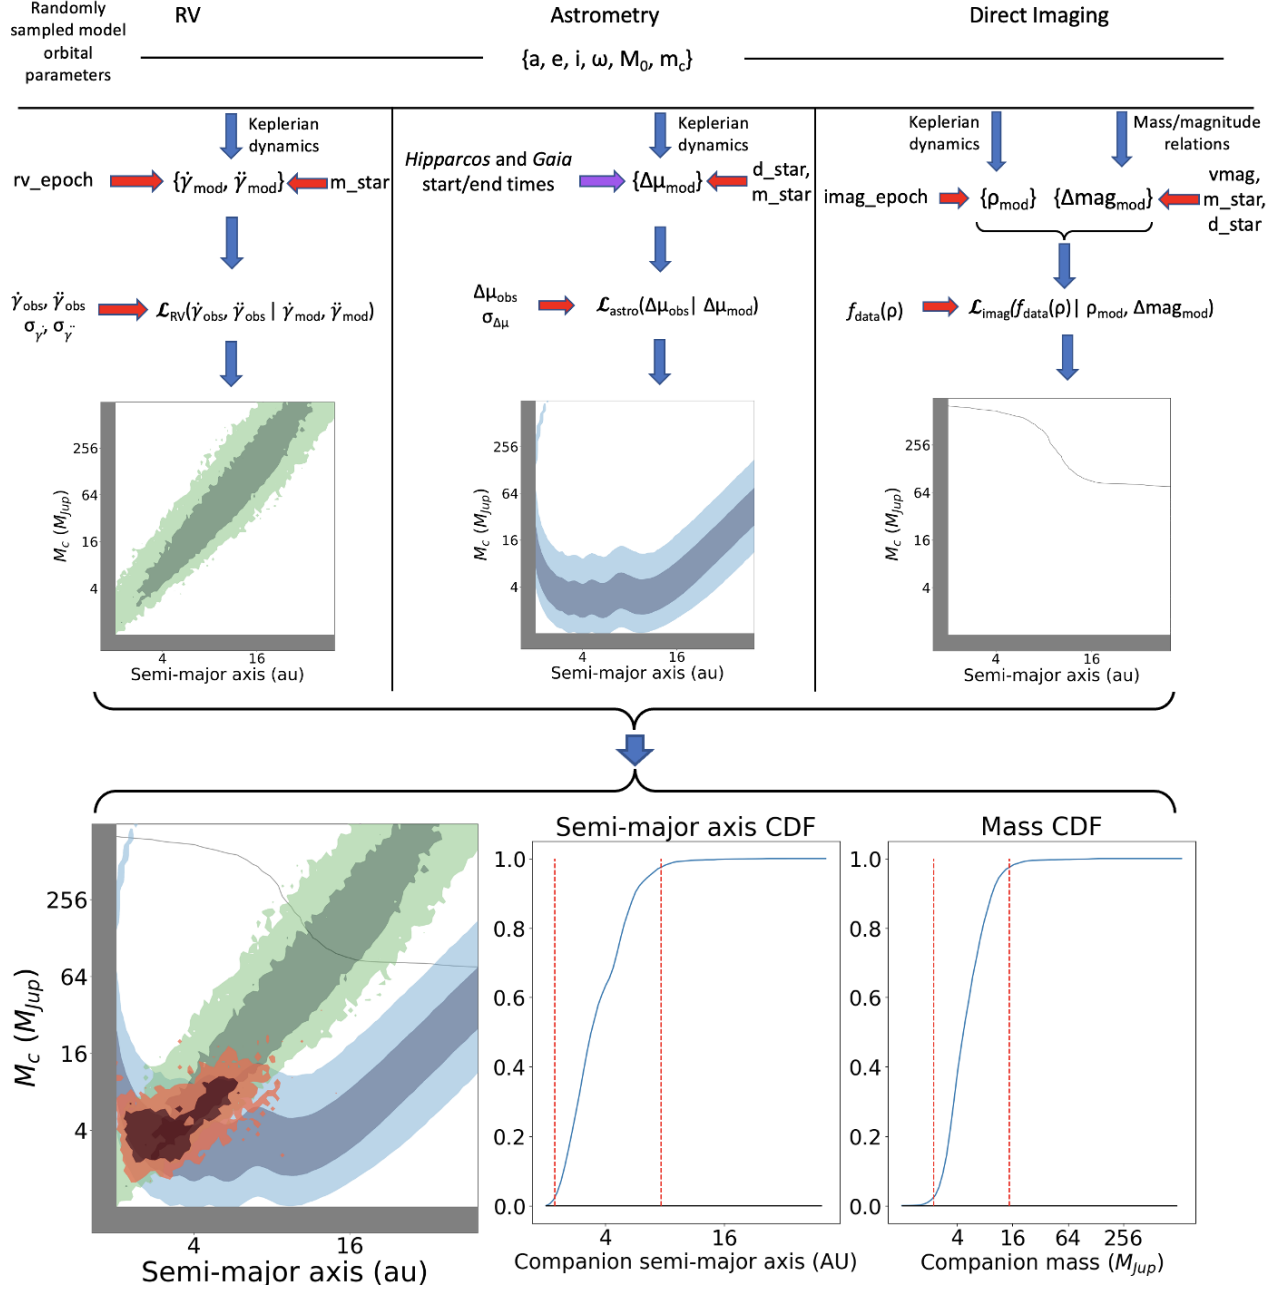 Randomly
sampled model
orbital
parameters
RV
Astrometry
Direct Imaging
{a, e, i, ω, M₀, m꜀}
Keplerian
dynamics
rv_epoch
{γ̇mod, γ̈mod}
m_star
γ̇obs, γ̈obs
σγ̇, σγ̈
𝓛RV(γ̇obs, γ̈obs | γ̇mod, γ̈mod)
256
64
16
4
Mc (MJup)
4 16
Semi-major axis (au)
Keplerian
dynamics
Hipparcos and Gaia
start/end times
{Δμmod}
d_star,
m_star
Δμobs
σΔμ
𝓛astro(Δμobs| Δμmod)
256
64
16
4
Mc (MJup)
4 16
Semi-major axis (au)
Keplerian
dynamics
Mass/magnitude
relations
imag_epoch
{ρmod} {Δmagmod}
vmag,
m_star,
d_star
fdata(ρ)
𝓛imag(fdata(ρ)| ρmod, Δmagmod)
256
64
16
4
Mc (MJup)
4 16
Semi-major axis (au)
256
64
16
4
Mc (MJup)
4 16
Semi-major axis (au)
Semi-major axis CDF
1.0
0.8
0.6
0.4
0.2
0.0
4 16
Companion semi-major axis (AU)
Mass CDF
1.0
0.8
0.6
0.4
0.2
0.0
4 16 64 256
Companion mass (MJup)